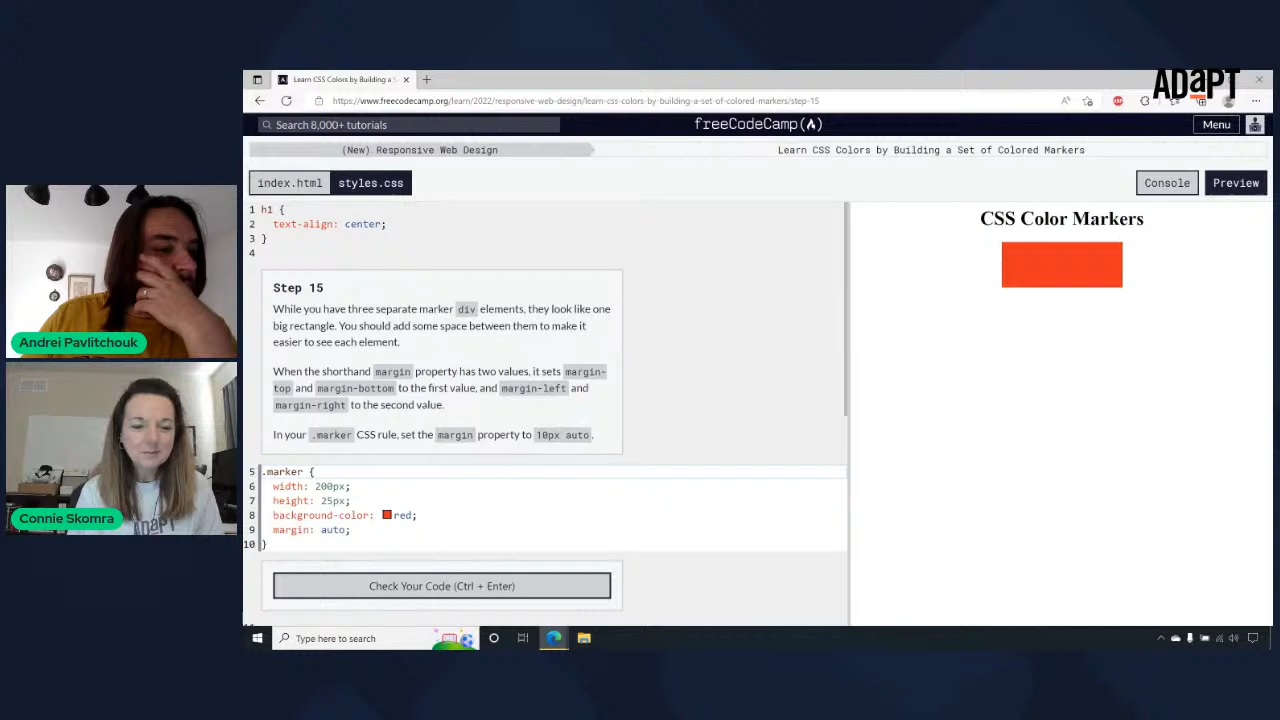 Learn CSS Colors by Building a S
ADAPT
https://www.freecodecamp.org/learn/2022/responsive-web-design/learn-css-colors-by-building-a-set-of-colored-markers/step-15
Search 8,000+ tutorials
freeCodeCamp(🔥)
Menu
(New) Responsive Web Design
Learn CSS Colors by Building a Set of Colored Markers
index.html
styles.css
Console
Preview
1 h1 {
2 text-align: center;
3 }
4
Step 15
While you have three separate marker div elements, they look like one
big rectangle. You should add some space between them to make it
easier to see each element.
When the shorthand margin property has two values, it sets margin-
top and margin-bottom to the first value, and margin-left and
margin-right to the second value.
In your .marker CSS rule, set the margin property to 10px auto.
5 .marker {
6 width: 200px;
7 height: 25px;
8 background-color: red;
9 margin: auto;
10 }
Check Your Code (Ctrl + Enter)
CSS Color Markers
Andrei Pavlitchouk
Connie Skomra
ADAPT
Type here to search